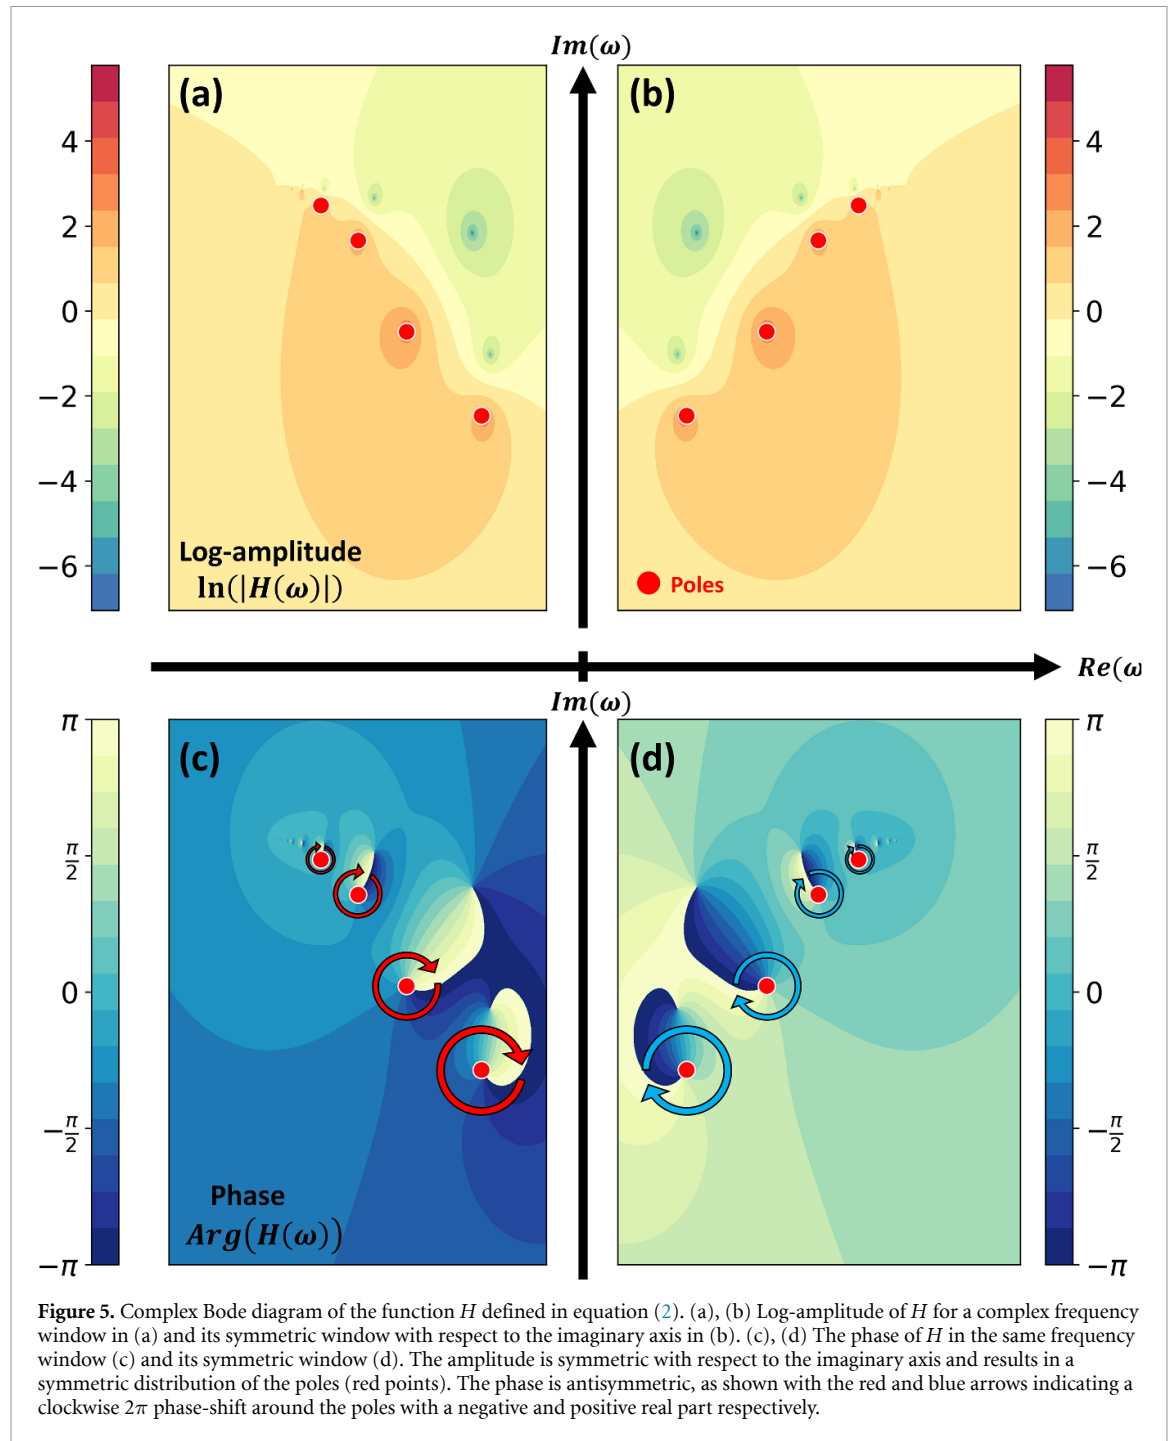 Im(ω)
(a)
(b)
4
2
0
−2
−4
−6
4
2
0
−2
−4
−6
Log-amplitude
ln(|H(ω)|)
Poles
Re(ω
Im(ω)
(c)
(d)
π
π/2
0
−π/2
−π
π
π/2
0
−π/2
−π
Phase
Arg(H(ω))
Figure 5. Complex Bode diagram of the function H defined in equation (2). (a), (b) Log-amplitude of H for a complex frequency
window in (a) and its symmetric window with respect to the imaginary axis in (b). (c), (d) The phase of H in the same frequency
window (c) and its symmetric window (d). The amplitude is symmetric with respect to the imaginary axis and results in a
symmetric distribution of the poles (red points). The phase is antisymmetric, as shown with the red and blue arrows indicating a
clockwise 2π phase-shift around the poles with a negative and positive real part respectively.